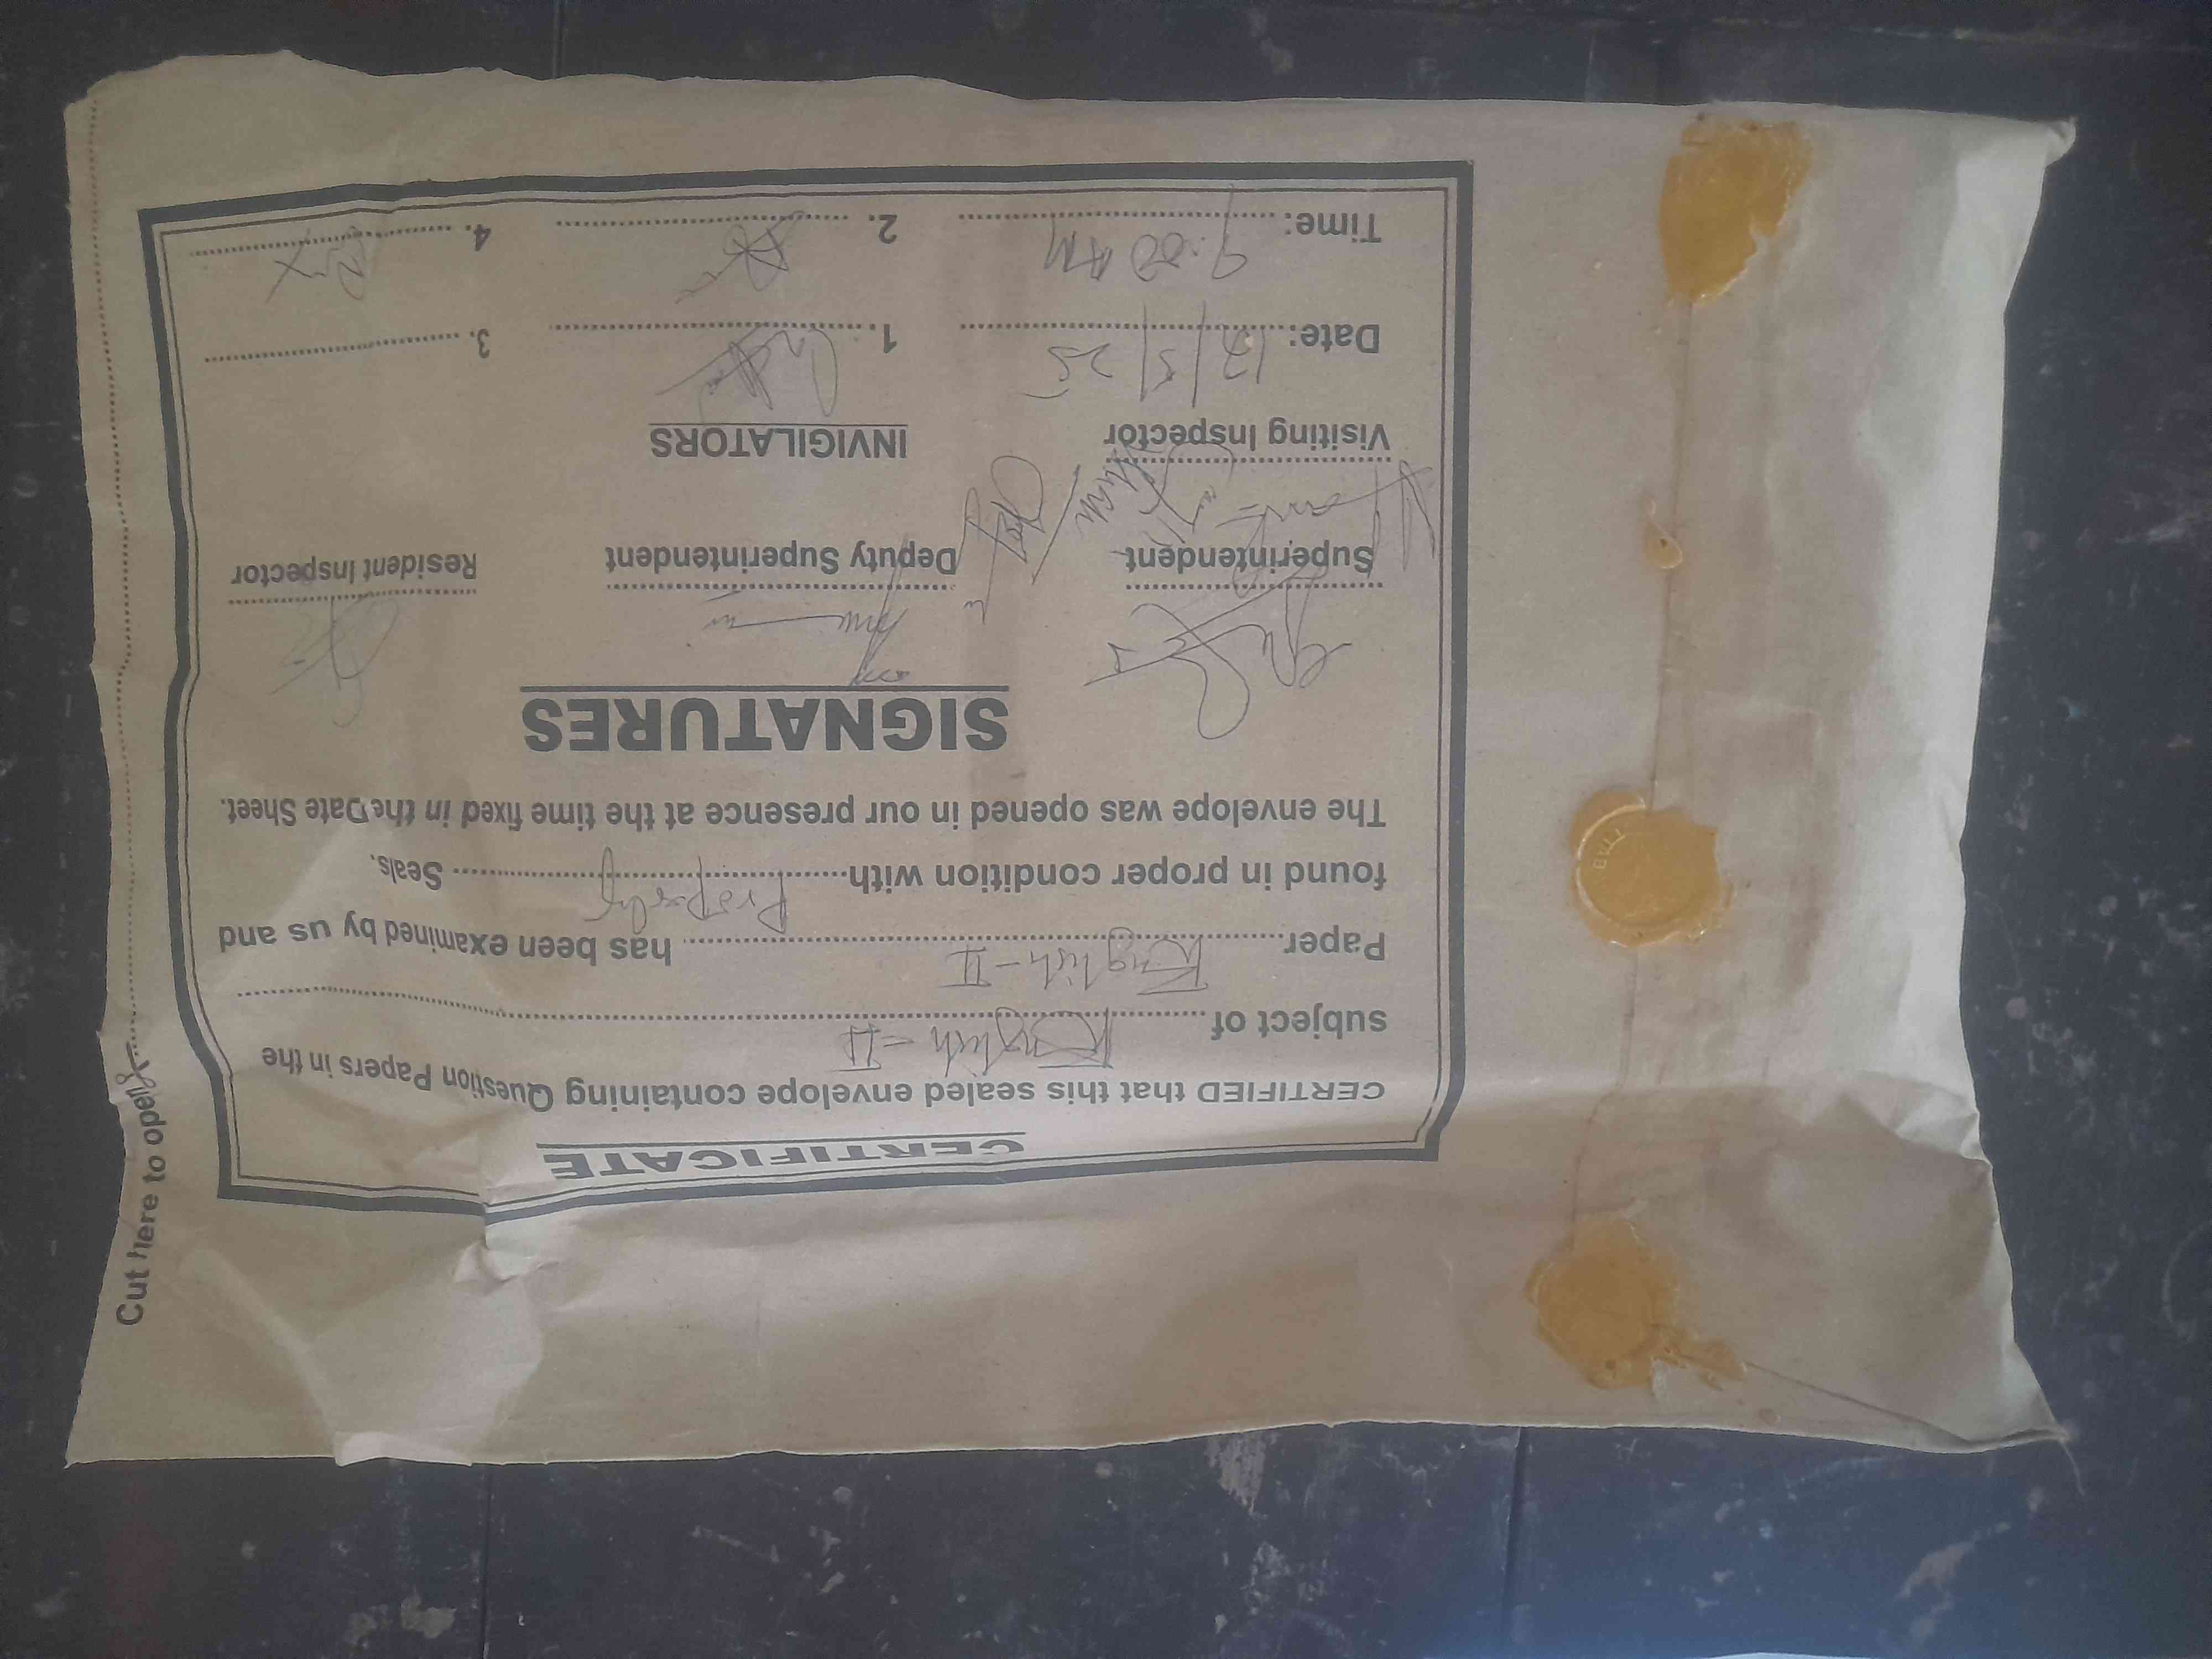 CERTIFICATE
CERTIFIED that this sealed envelope containing Question Papers in the
subject of English - II
Paper English - II has been examined by us and
found in proper condition with Properly Seals.
The envelope was opened in our presence at the time fixed in the Date Sheet.
SIGNATURES
Superintendent Deputy Superintendent Resident Inspector
Visiting Inspector INVIGILATORS
Date: 12/5/25 1. 3.
Time: 9:00 AM 2. 4.
Cut here to open